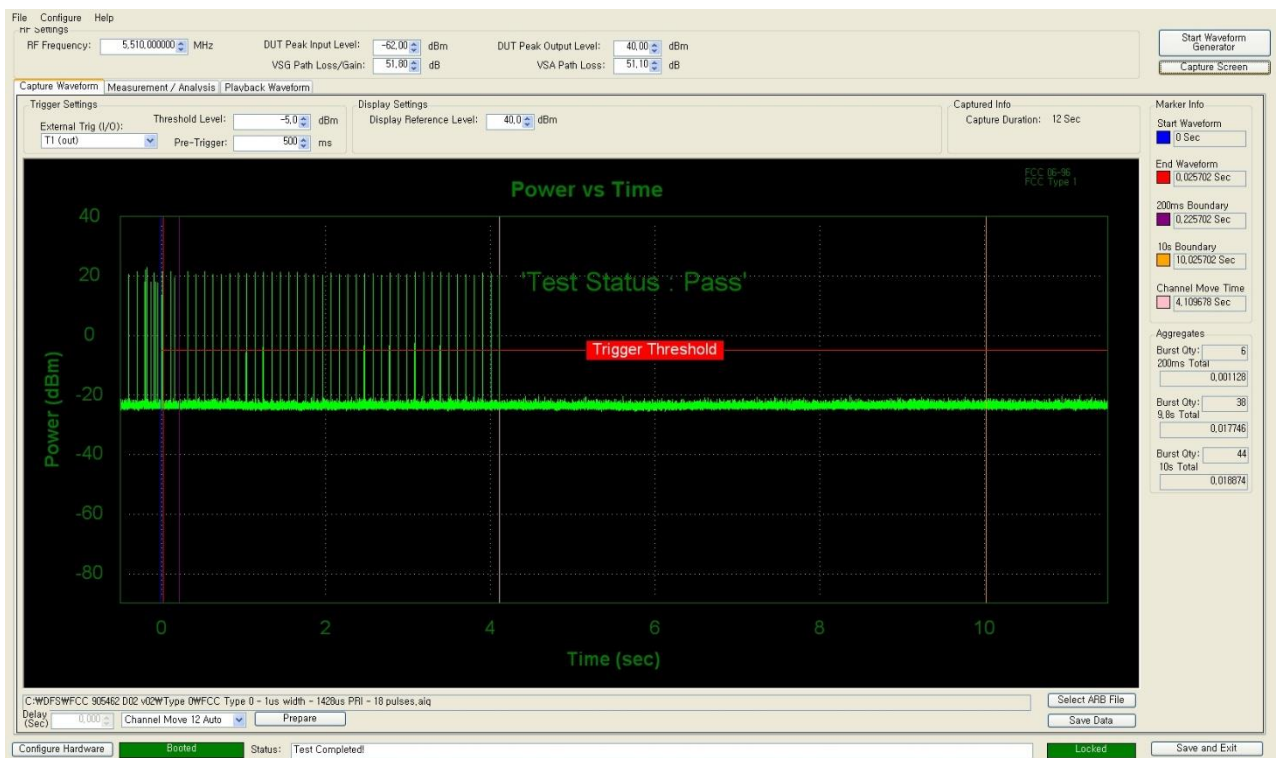 File Configure Help
RF Settings
RF Frequency: 5,510,000000 MHz DUT Peak Input Level: -62,00 dBm DUT Peak Output Level: 40,00 dBm
VSG Path Loss/Gain: 51,80 dB VSA Path Loss: 51,10 dB
Start Waveform
Generator
Capture Screen
Capture Waveform Measurement / Analysis Playback Waveform
Trigger Settings
External Trig (I/O):
T1 (out)
Threshold Level: -5,0 dBm
Pre-Trigger: 500 ms
Display Settings
Display Reference Level: 40,0 dBm
Captured Info
Capture Duration: 12 Sec
Marker Info
Start Waveform
0 Sec
End Waveform
0,025702 Sec
200ms Boundary
0,225702 Sec
10s Boundary
10,025702 Sec
Channel Move Time
4,109678 Sec
Aggregates
Burst Qty: 6
200ms Total
0,001128
Burst Qty: 38
9,8s Total
0,017746
Burst Qty: 44
10s Total
0,018874
FCC 06-96
FCC Type 1
Power vs Time
'Test Status : Pass'
Trigger Threshold
Power (dBm)
40
20
0
-20
-40
-60
-80
0 2 4 6 8 10
Time (sec)
C:₩DFS₩FCC 905462 D02 v02₩Type 0₩FCC Type 0 - 1us width - 1428us PRI - 18 pulses,aiq
Select ARB File
Delay
(Sec) 0,000 Channel Move 12 Auto Prepare
Save Data
Configure Hardware Booted Status: Test Completed! Locked Save and Exit